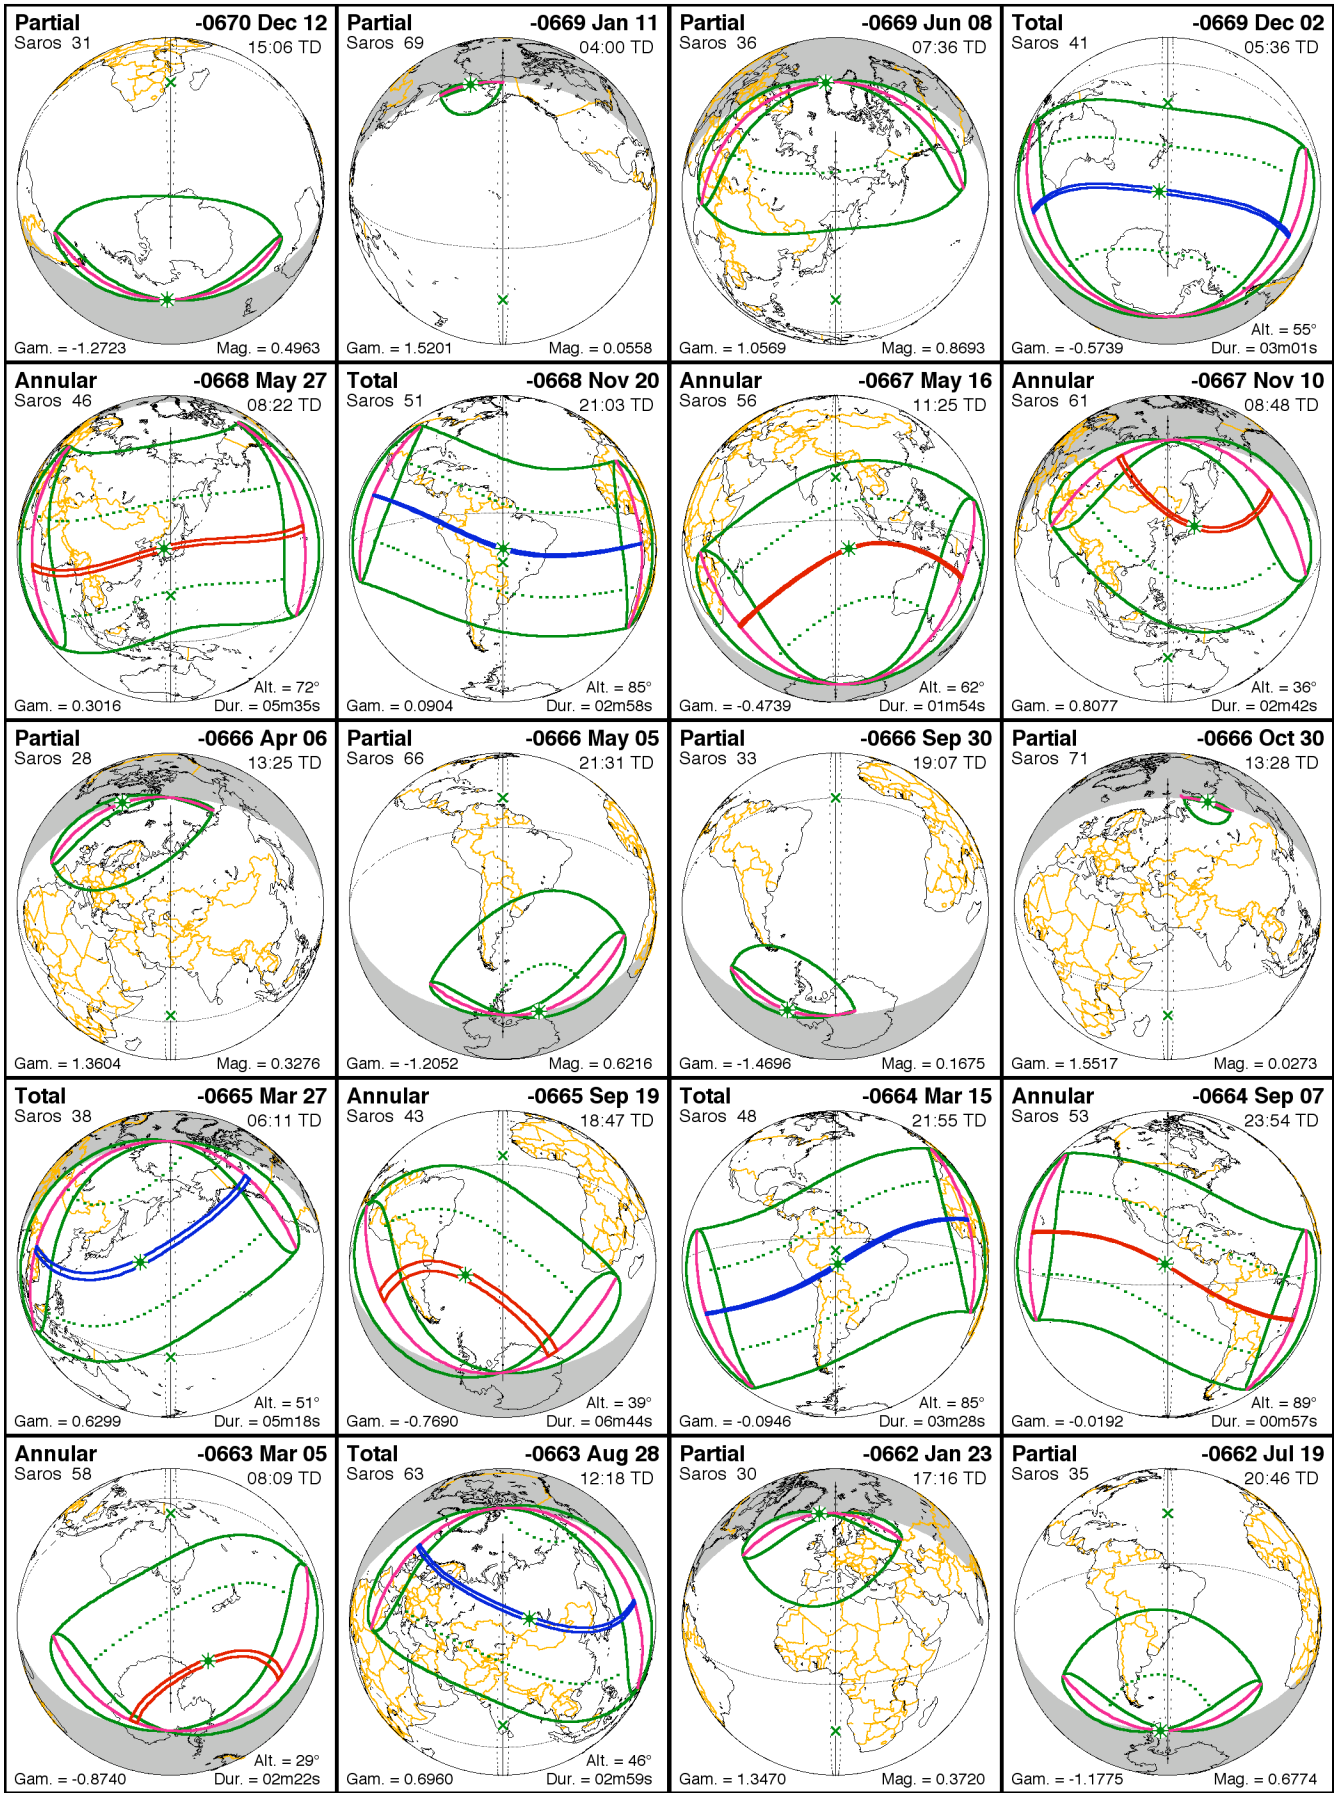 Partial -0670 Dec 12
Saros 31 15:06 TD
Gam. = -1.2723 Mag. = 0.4963
Partial -0669 Jan 11
Saros 69 04:00 TD
Gam. = 1.5201 Mag. = 0.0558
Partial -0669 Jun 08
Saros 36 07:36 TD
Gam. = 1.0569 Mag. = 0.8693
Total -0669 Dec 02
Saros 41 05:36 TD
Alt. = 55°
Gam. = -0.5739 Dur. = 03m01s
Annular -0668 May 27
Saros 46 08:22 TD
Alt. = 72°
Gam. = 0.3016 Dur. = 05m35s
Total -0668 Nov 20
Saros 51 21:03 TD
Alt. = 85°
Gam. = 0.0904 Dur. = 02m58s
Annular -0667 May 16
Saros 56 11:25 TD
Alt. = 62°
Gam. = -0.4739 Dur. = 01m54s
Annular -0667 Nov 10
Saros 61 08:48 TD
Alt. = 36°
Gam. = 0.8077 Dur. = 02m42s
Partial -0666 Apr 06
Saros 28 13:25 TD
Gam. = 1.3604 Mag. = 0.3276
Partial -0666 May 05
Saros 66 21:31 TD
Gam. = -1.2052 Mag. = 0.6216
Partial -0666 Sep 30
Saros 33 19:07 TD
Gam. = -1.4696 Mag. = 0.1675
Partial -0666 Oct 30
Saros 71 13:28 TD
Gam. = 1.5517 Mag. = 0.0273
Total -0665 Mar 27
Saros 38 06:11 TD
Alt. = 51°
Gam. = 0.6299 Dur. = 05m18s
Annular -0665 Sep 19
Saros 43 18:47 TD
Alt. = 39°
Gam. = -0.7690 Dur. = 06m44s
Total -0664 Mar 15
Saros 48 21:55 TD
Alt. = 85°
Gam. = -0.0946 Dur. = 03m28s
Annular -0664 Sep 07
Saros 53 23:54 TD
Alt. = 89°
Gam. = -0.0192 Dur. = 00m57s
Annular -0663 Mar 05
Saros 58 08:09 TD
Alt. = 29°
Gam. = -0.8740 Dur. = 02m22s
Total -0663 Aug 28
Saros 63 12:18 TD
Alt. = 46°
Gam. = 0.6960 Dur. = 02m59s
Partial -0662 Jan 23
Saros 30 17:16 TD
Gam. = 1.3470 Mag. = 0.3720
Partial -0662 Jul 19
Saros 35 20:46 TD
Gam. = -1.1775 Mag. = 0.6774